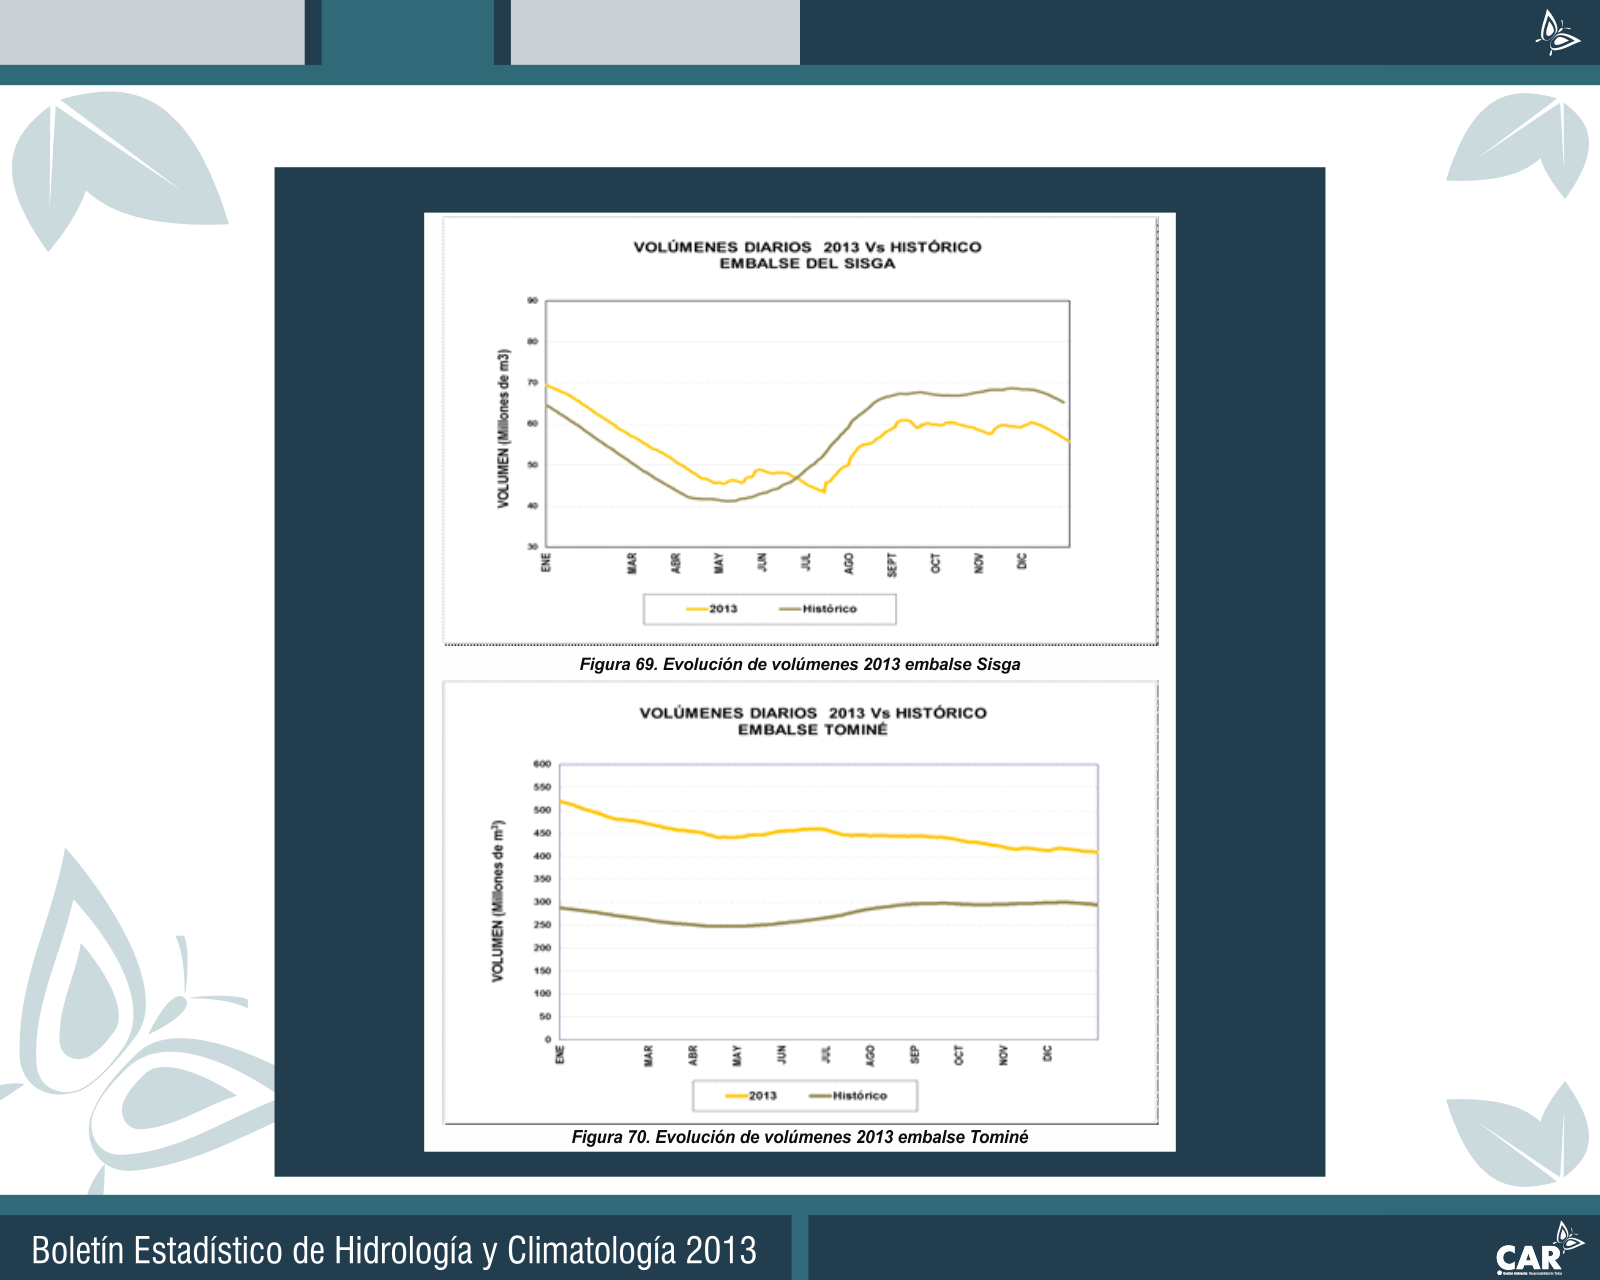 VOLÚMENES DIARIOS 2013 Vs HISTÓRICO
EMBALSE DEL SISGA
VOLUMEN (Millones de m3)
90
80
70
60
50
40
30
ENE
MAR
ABR
MAY
JUN
JUL
AGO
SEPT
OCT
NOV
DIC
2013
Histórico
Figura 69. Evolución de volúmenes 2013 embalse Sisga
VOLÚMENES DIARIOS 2013 Vs HISTÓRICO
EMBALSE TOMINÉ
VOLUMEN (Millones de m³)
600
550
500
450
400
350
300
250
200
150
100
50
0
ENE
MAR
ABR
MAY
JUN
JUL
AGO
SEP
OCT
NOV
DIC
2013
Histórico
Figura 70. Evolución de volúmenes 2013 embalse Tominé
Boletín Estadístico de Hidrología y Climatología 2013
CAR